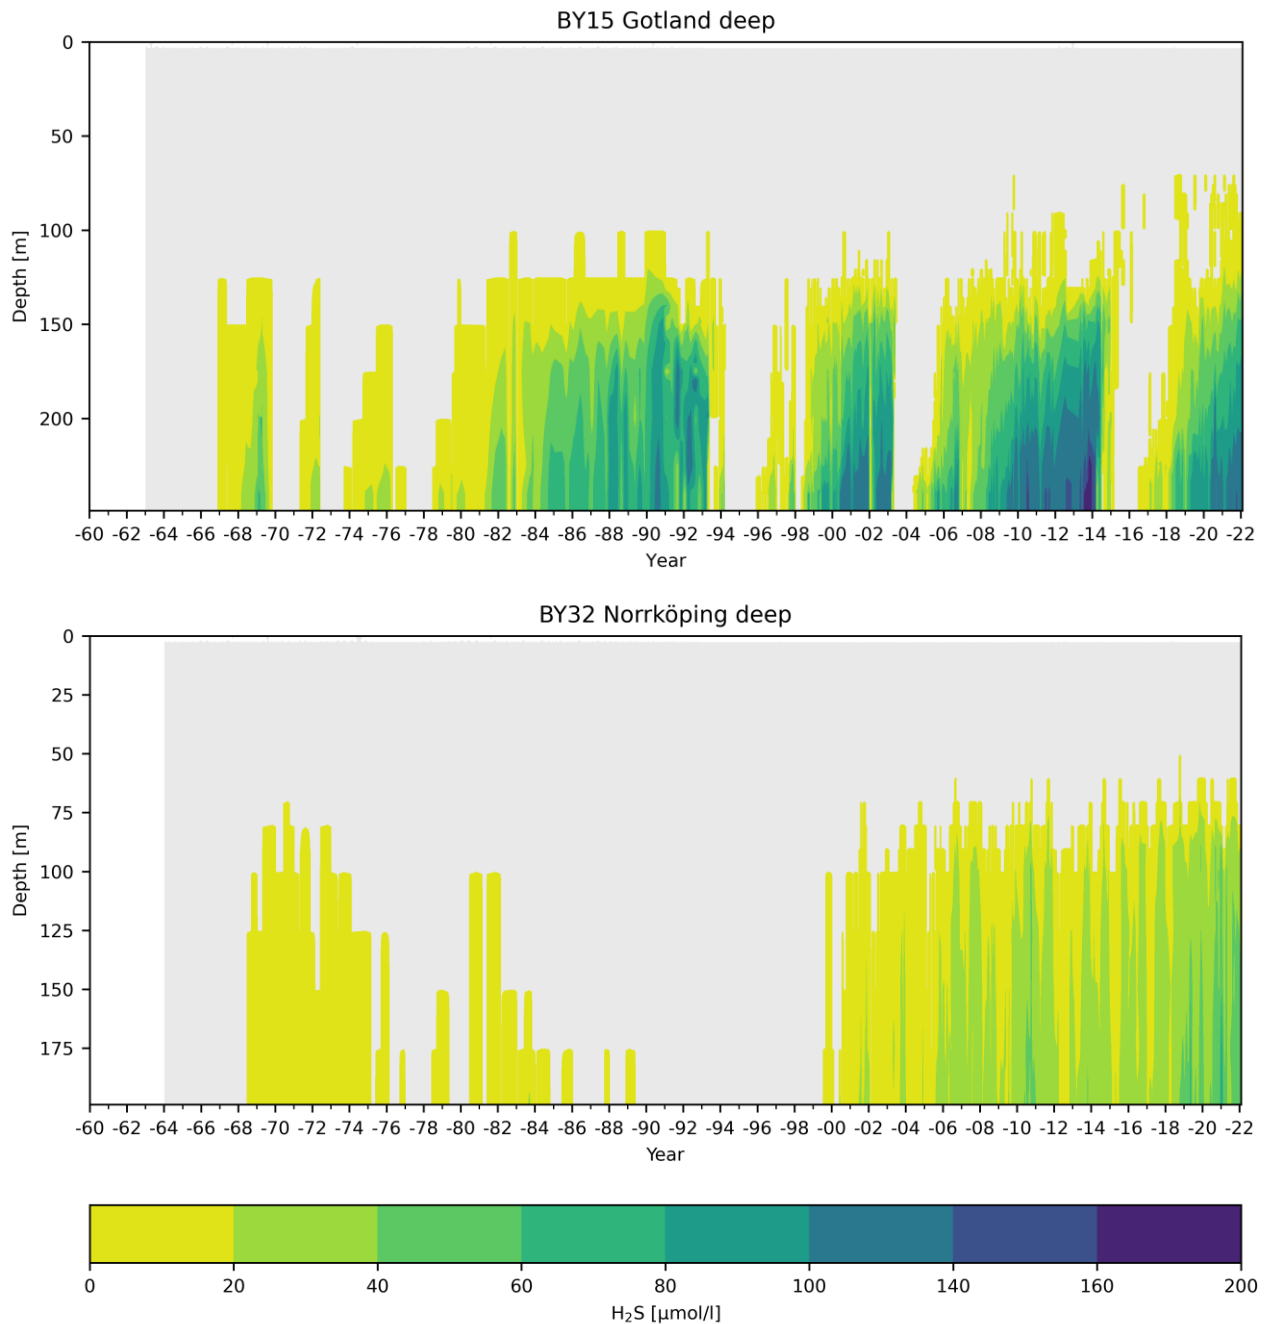 BY15 Gotland deep
0
50
100
150
200
Depth [m]
-60 -62 -64 -66 -68 -70 -72 -74 -76 -78 -80 -82 -84 -86 -88 -90 -92 -94 -96 -98 -00 -02 -04 -06 -08 -10 -12 -14 -16 -18 -20 -22
Year
BY32 Norrköping deep
0
25
50
75
100
125
150
175
Depth [m]
-60 -62 -64 -66 -68 -70 -72 -74 -76 -78 -80 -82 -84 -86 -88 -90 -92 -94 -96 -98 -00 -02 -04 -06 -08 -10 -12 -14 -16 -18 -20 -22
Year
0 20 40 60 80 100 140 160 200
H₂S [μmol/l]